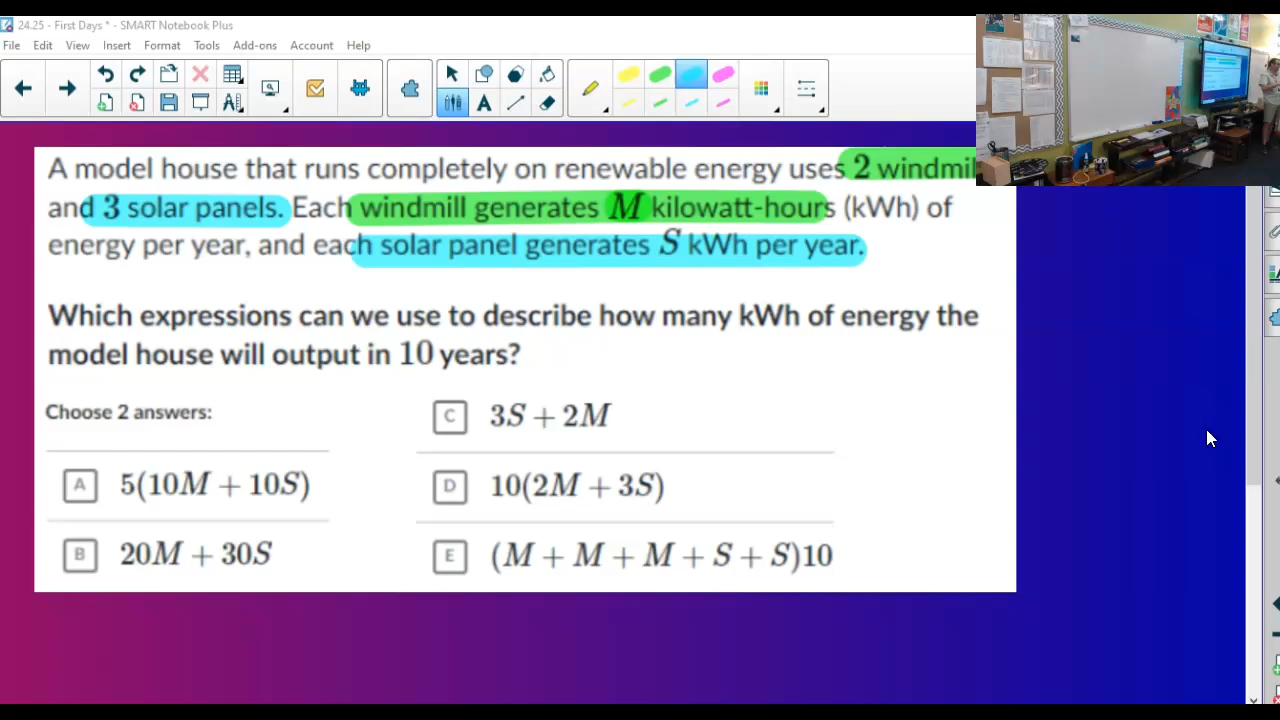 24.25 - First Days * - SMART Notebook Plus
File Edit View Insert Format Tools Add-ons Account Help
A model house that runs ompletely on renewable energy uses 2 windmil
and 3 solar panels. Each windmill generates M kilowatt-hours (kWh) of
energy per year, and each solar panel generates S kWh per year.
Which expressions can we use to describe how many kWh of energy the
model house will output in 10 years?
Choose 2 answers:
A 5(10M + 10S)
B 20M + 30S
C 3S + 2M
D 10(2M + 3S)
E (M + M + M + S + S)10